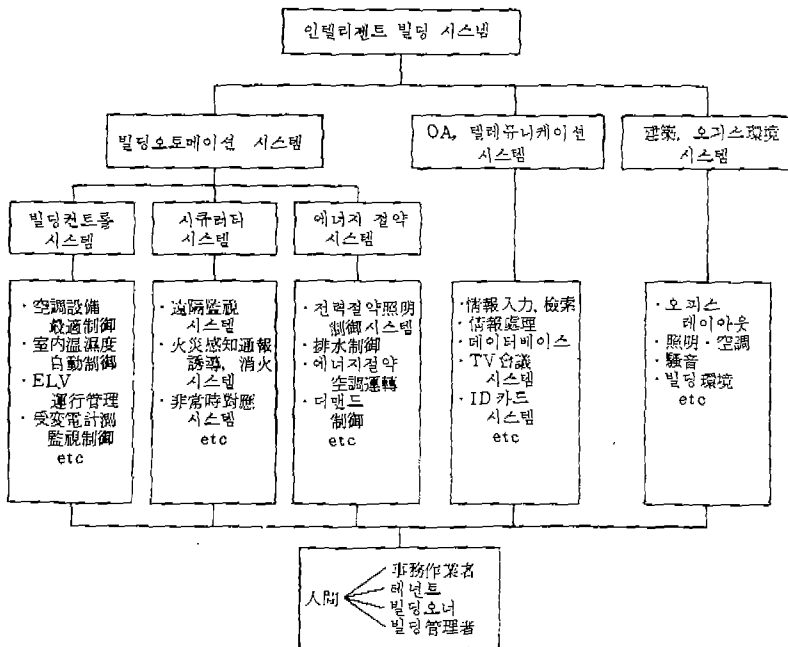 인텔리젠트 빌딩 시스템
빌딩오토메이션 시스템
OA, 텔레뮤니케이션
시스템
建築, 오피스環境
시스템
빌딩컨트롤
시스템
시큐러티
시스템
에너지 절약
시스템
· 空調設備
最適制御
· 室内温濕度
自動制御
· ELV
運行管理
· 受変電計測
監視制御
etc
· 遠隔監視
시스템
· 火災感知通報
誘導, 消火
시스템
· 非常時對應
시스템
etc
· 전력절약照明
制御시스템
· 排水制御
· 에너지절약
空調運轉
· 디맨드
制御
etc
· 情報入力, 檢索
· 情報處理
· 데이터베이스
· TV會議
시스템
· ID카드
시스템
etc
· 오피스
레이아웃
· 照明 · 空調
· 騷音
· 빌딩環境
etc
人間
事務作業者
테넌트
빌딩오너
빌딩管理者